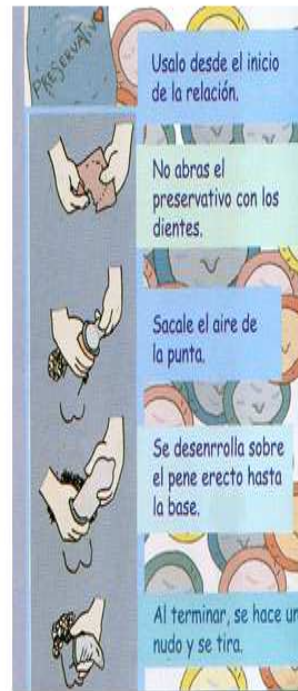 PRESERVATIVO
Usalo desde el inicio
de la relación.
No abras el
preservativo con los
dientes.
Sacale el aire de
la punta.
Se desenrrolla sobre
el pene erecto hasta
la base.
Al terminar, se hace un
nudo y se tira.